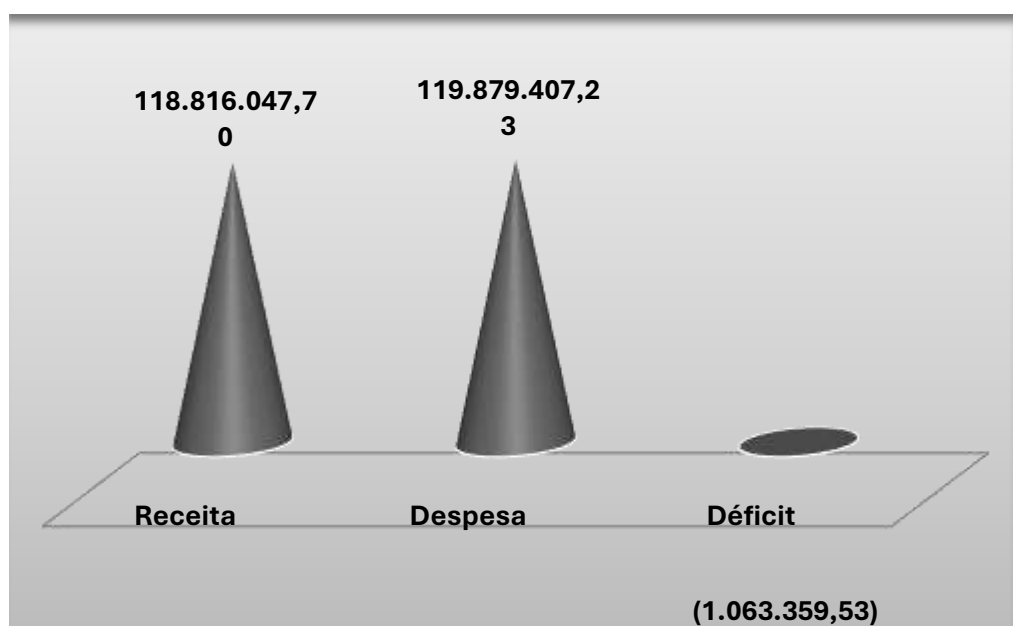 118.816.047,7
0
119.879.407,2
3
Receita
Despesa
Déficit
(1.063.359,53)